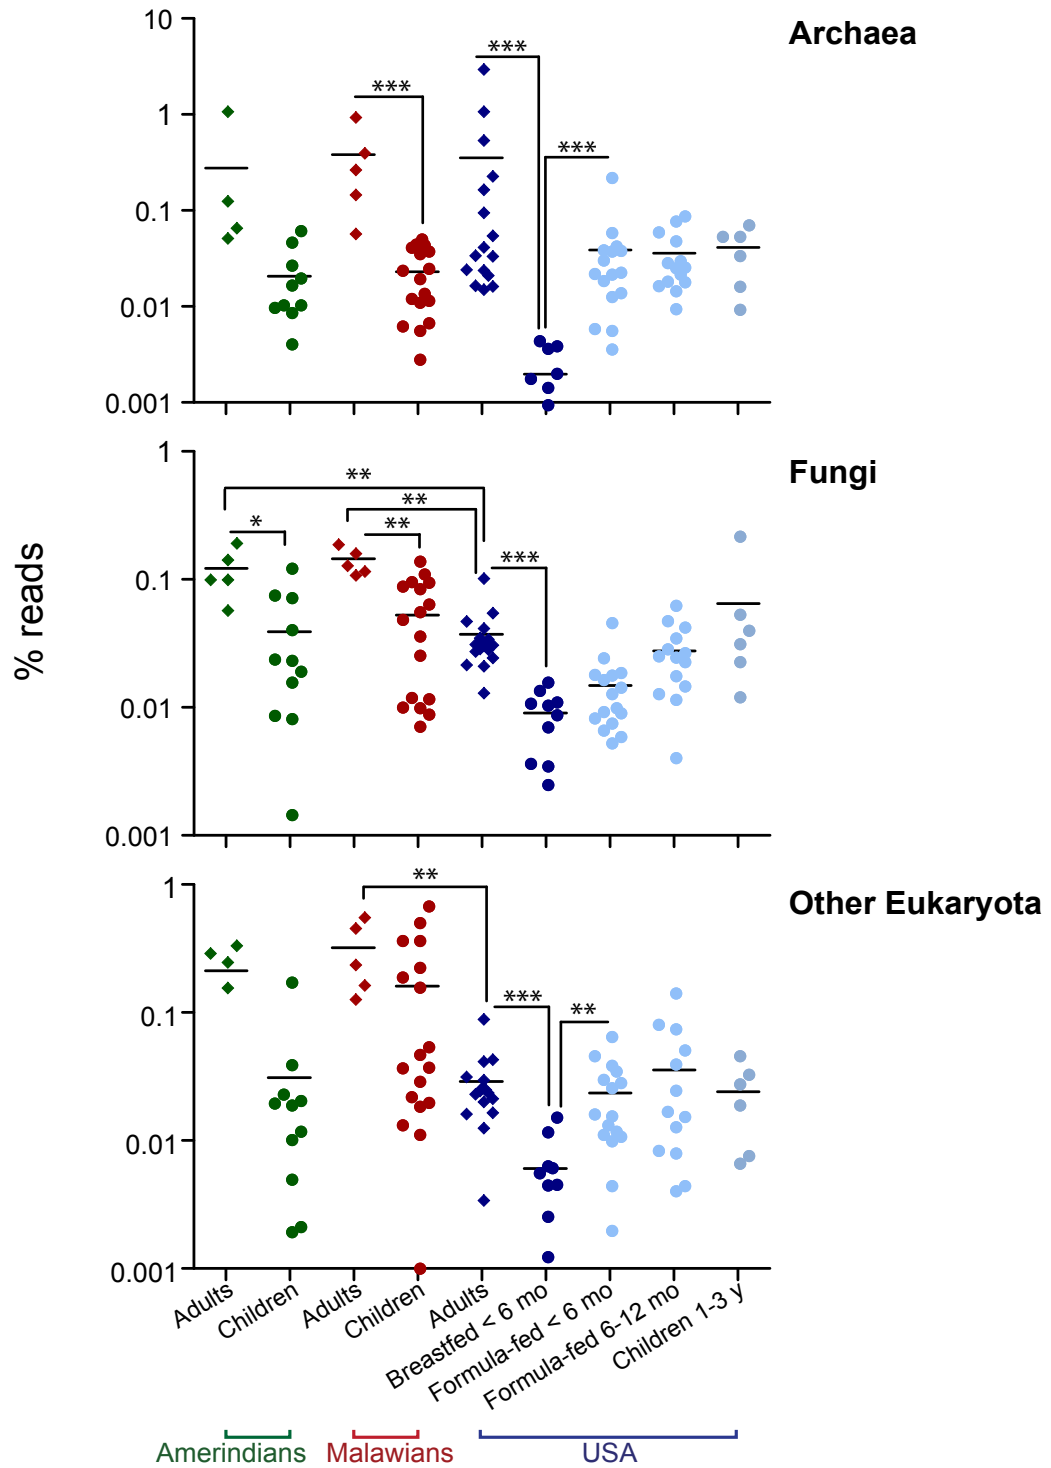 Archaea
10
1
0.1
0.01
0.001
***
***
***
Fungi
1
0.1
0.01
0.001
**
**
*
**
***
% reads
Other Eukaryota
1
0.1
0.01
0.001
**
***
**
Adults
Children
Adults
Children
Adults
Breastfed < 6 mo
Formula-fed < 6 mo
Formula-fed 6-12 mo
Children 1-3 y
Amerindians Malawians USA